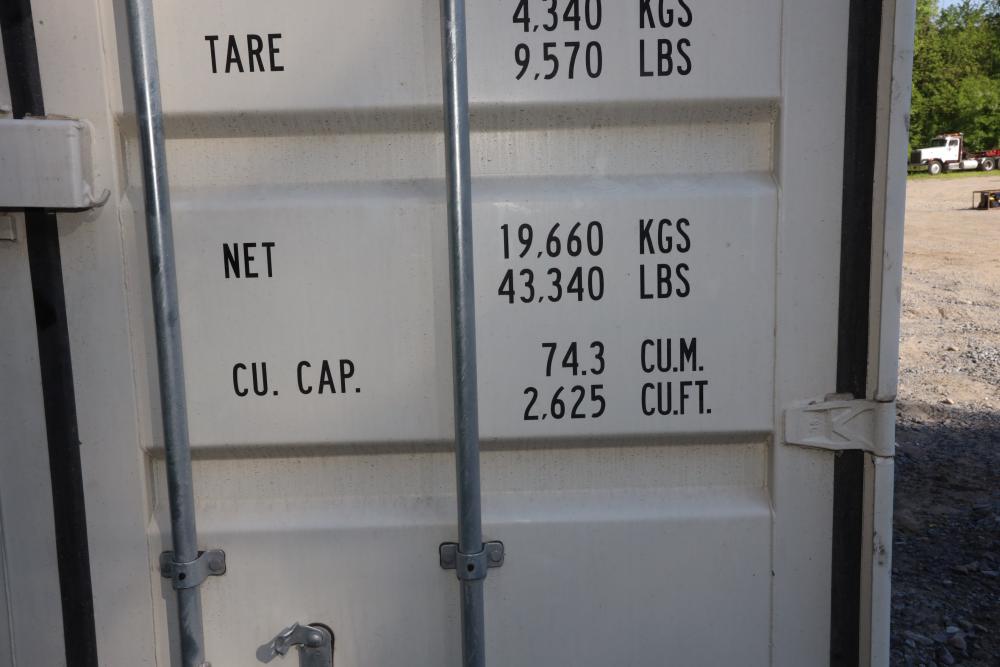 4,340 KGS
TARE 9,570 LBS
NET 19,660 KGS
43,340 LBS
CU. CAP. 74.3 CU.M.
2,625 CU.FT.